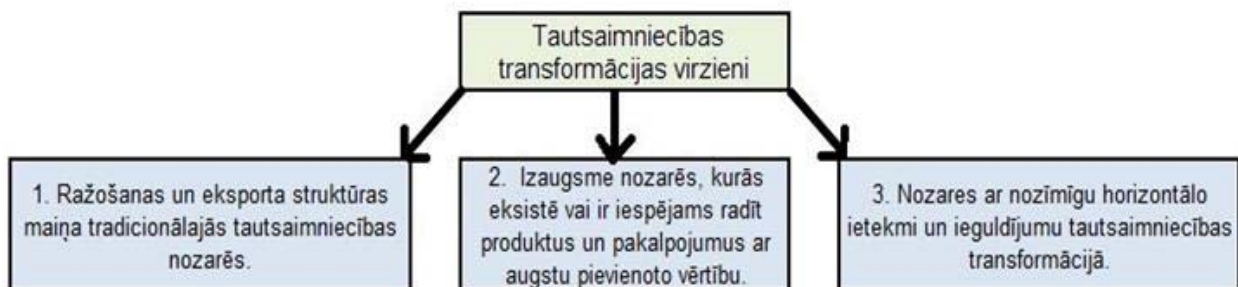 Tautsaimniecības
transformācijas virzieni
1. Ražošanas un eksporta struktūras
maiņa tradicionālajās tautsaimniecības
nozarēs.
2. Izaugsme nozarēs, kurās
eksistē vai ir iespējams radīt
produktus un pakalpojumus ar
augstu pievienoto vērtību.
3. Nozares ar nozīmīgu horizontālo
ietekmi un ieguldījumu tautsaimniecības
transformācijā.